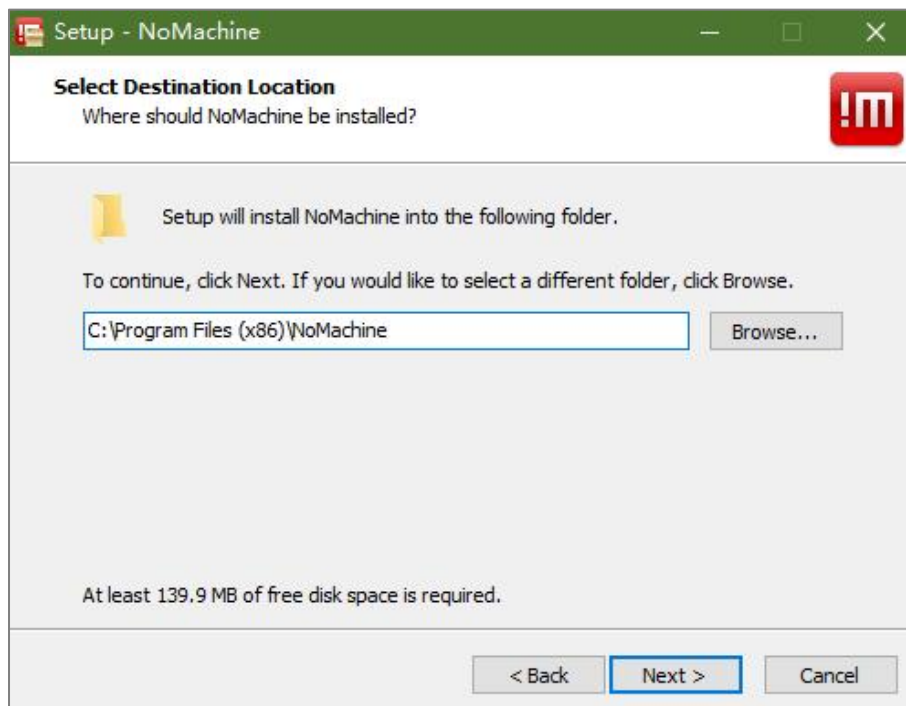 Setup - NoMachine
Select Destination Location
Where should NoMachine be installed?
!m
Setup will install NoMachine into the following folder.
To continue, click Next. If you would like to select a different folder, click Browse.
C:\Program Files (x86)\NoMachine
Browse...
At least 139.9 MB of free disk space is required.
< Back
Next >
Cancel